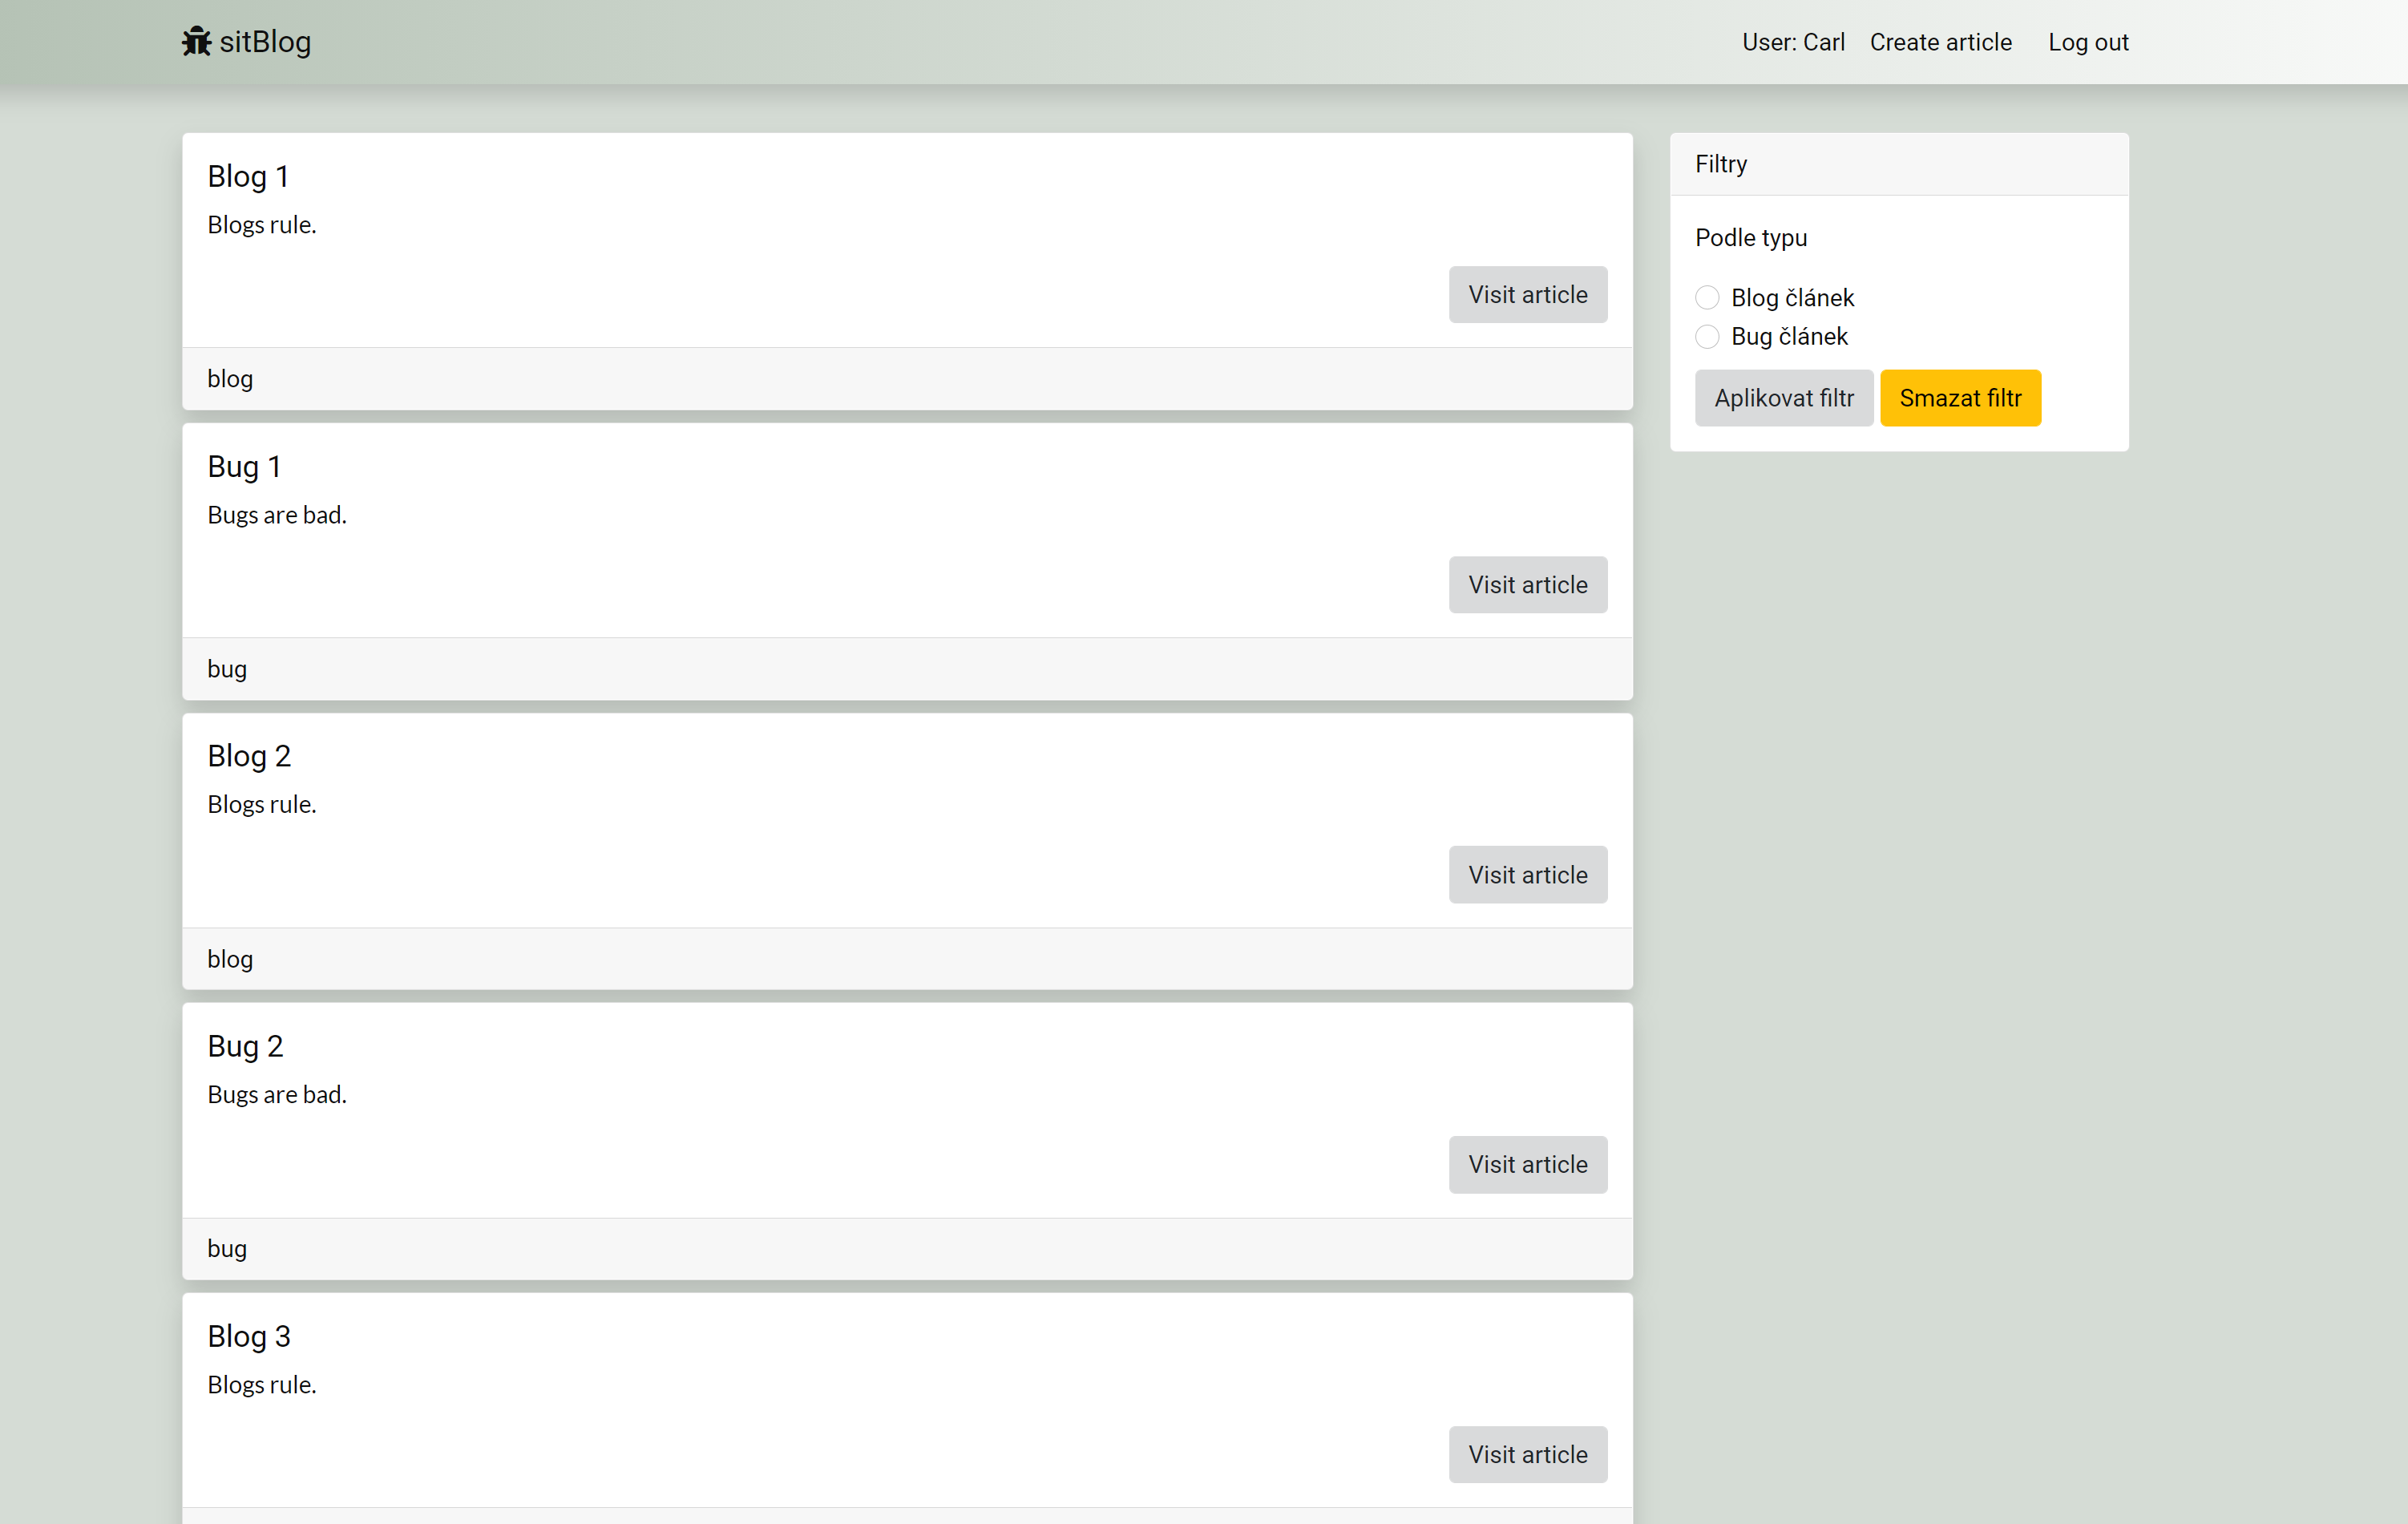 sitBlog
User: Carl Create article Log out
Blog 1
Blogs rule.
Visit article
blog
Bug 1
Bugs are bad.
Visit article
bug
Blog 2
Blogs rule.
Visit article
blog
Bug 2
Bugs are bad.
Visit article
bug
Blog 3
Blogs rule.
Visit article
Filtry
Podle typu
Blog článek
Bug článek
Aplikovat filtr Smazat filtr